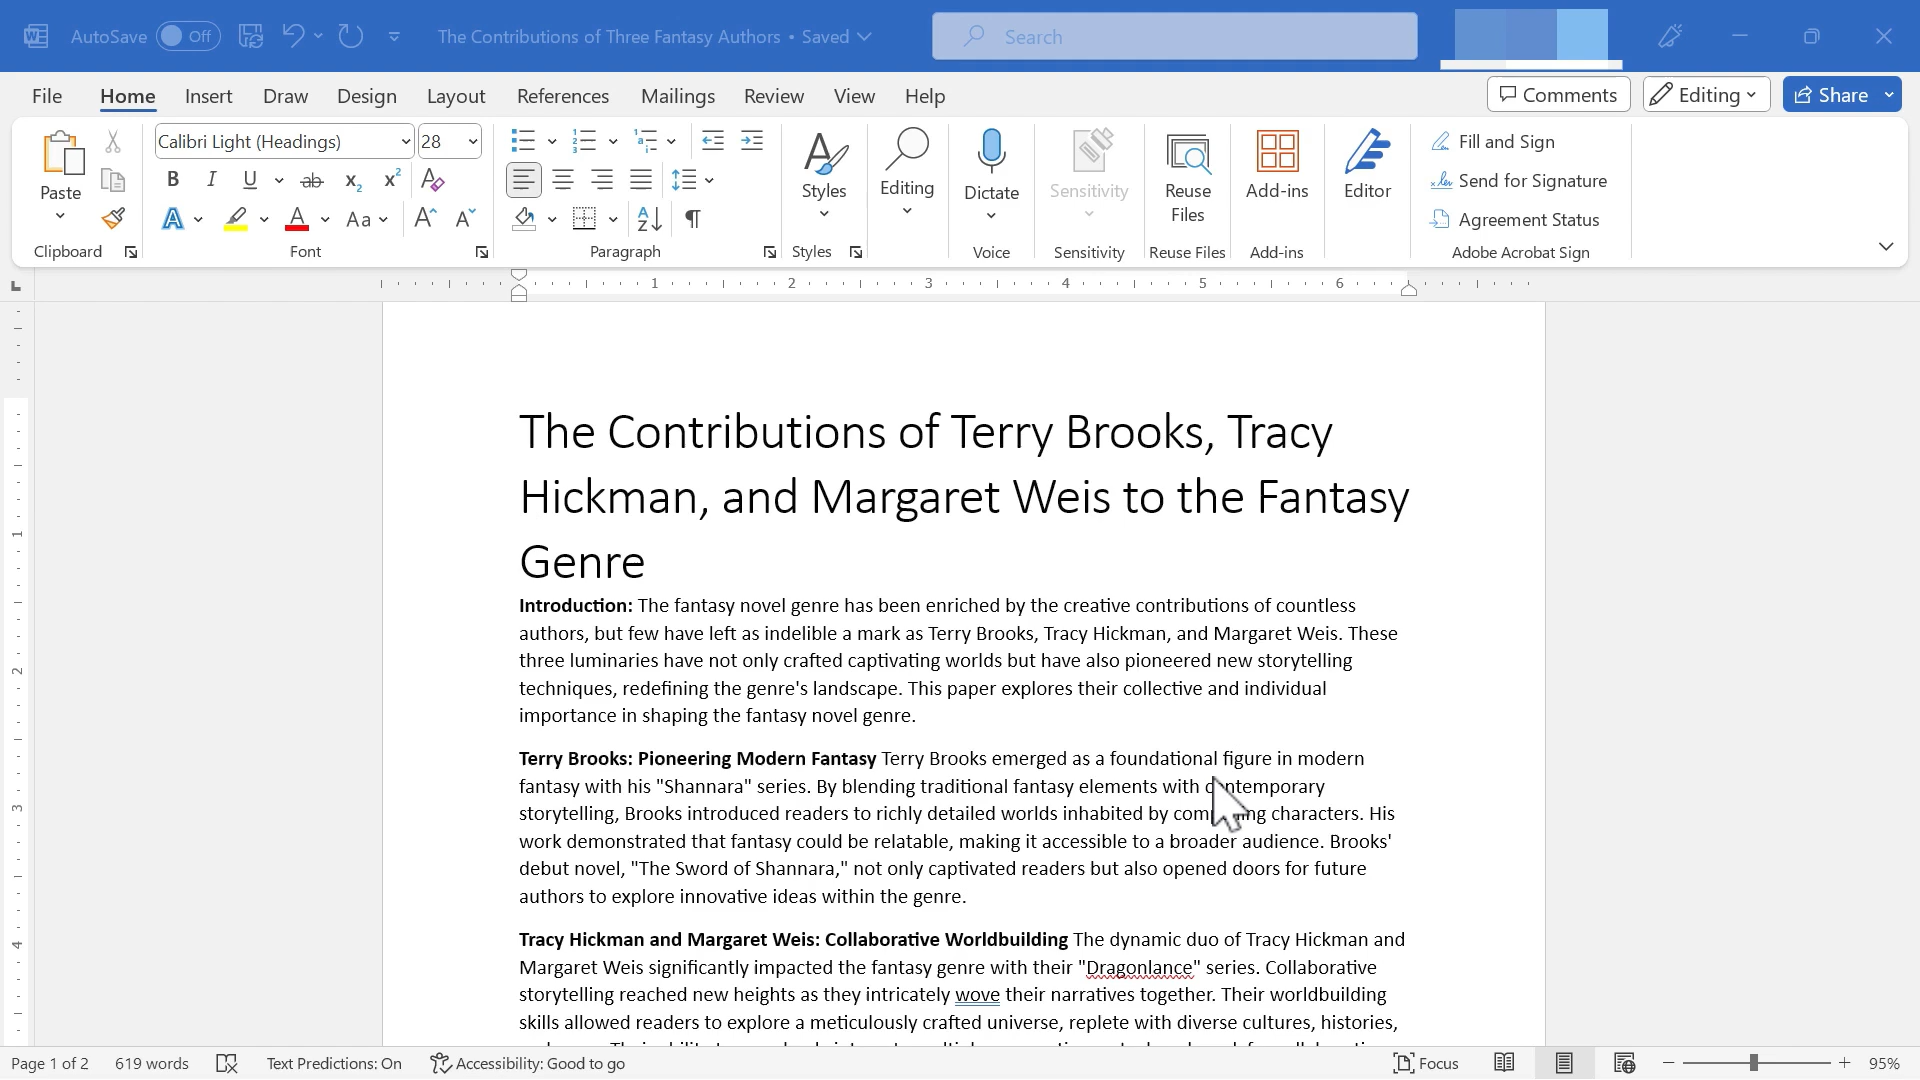 AutoSave Off The Contributions of Three Fantasy Authors • Saved Search
File Home Insert Draw Design Layout References Mailings Review View Help Comments Editing Share
Calibri Light (Headings) 28
Paste
Styles
Editing
Dictate
Sensitivity
Reuse
Files
Add-ins
Editor
Fill and Sign
Send for Signature
Agreement Status
Clipboard Font Paragraph Styles Voice Sensitivity Reuse Files Add-ins Adobe Acrobat Sign
1 2 3 4 5 6
The Contributions of Terry Brooks, Tracy
Hickman, and Margaret Weis to the Fantasy
Genre
Introduction: The fantasy novel genre has been enriched by the creative contributions of countless
authors, but few have left as indelible a mark as Terry Brooks, Tracy Hickman, and Margaret Weis. These
three luminaries have not only crafted captivating worlds but have also pioneered new storytelling
techniques, redefining the genre's landscape. This paper explores their collective and individual
importance in shaping the fantasy novel genre.
Terry Brooks: Pioneering Modern Fantasy Terry Brooks emerged as a foundational figure in modern
fantasy with his "Shannara" series. By blending traditional fantasy elements with contemporary
storytelling, Brooks introduced readers to richly detailed worlds inhabited by characters. His
work demonstrated that fantasy could be relatable, making it accessible to a broader audience. Brooks'
debut novel, "The Sword of Shannara," not only captivated readers but also opened doors for future
authors to explore innovative ideas within the genre.
Tracy Hickman and Margaret Weis: Collaborative Worldbuilding The dynamic duo of Tracy Hickman and
Margaret Weis significantly impacted the fantasy genre with their "Dragonlance" series. Collaborative
storytelling reached new heights as they intricately wove their narratives together. Their worldbuilding
skills allowed readers to explore a meticulously crafted universe, replete with diverse cultures, histories,
Page 1 of 2 619 words Text Predictions: On Accessibility: Good to go Focus 95%